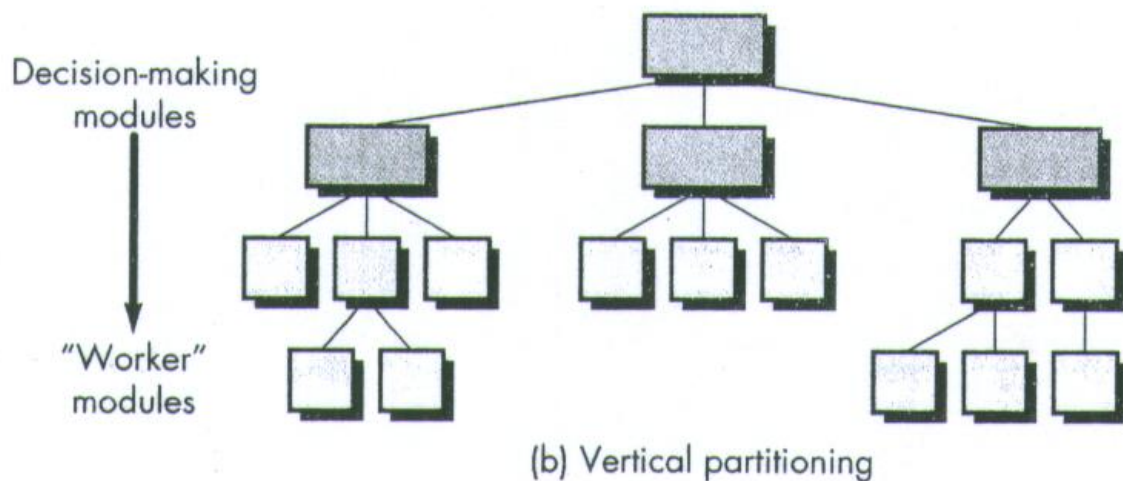 Decision-making
modules
“Worker”
modules
(b) Vertical partitioning